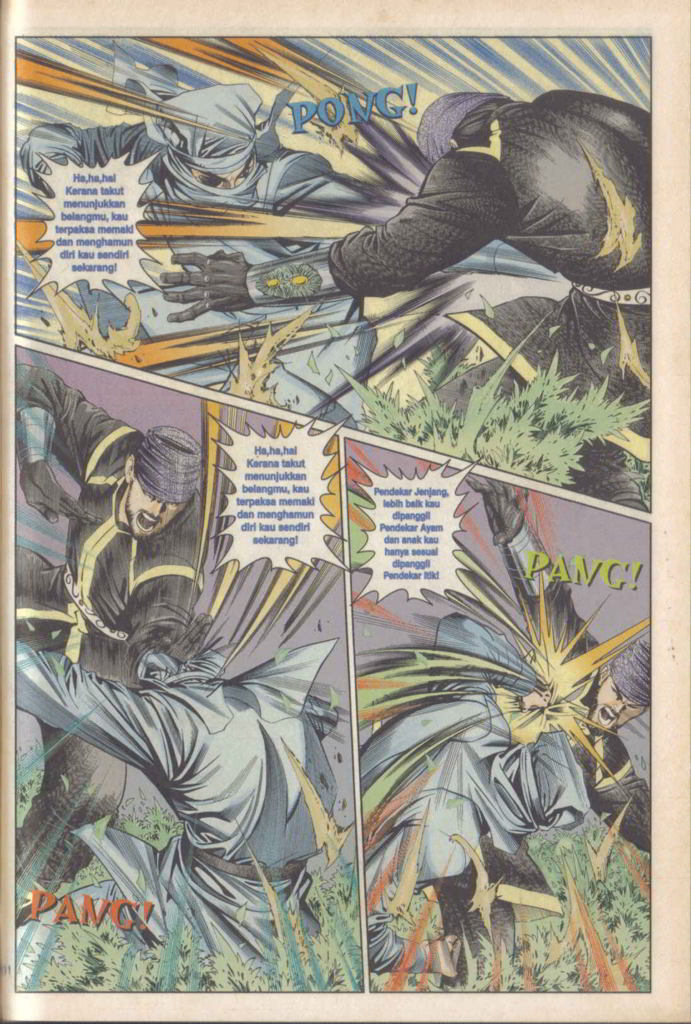 PONG!
Ha,ha,ha!
Kerana takut
menunjukkan
belangmu, kau
terpaksa memaki
dan menghamun
diri kau sendiri
sekarang!
Ha,ha,ha!
Kerana takut
menunjukkan
belangmu, kau
terpaksa memaki
dan menghamun
diri kau sendiri
sekarang!
PANG!
Pendekar Jenjang,
lebih baik kau
dipanggil
Pendekar Ayam
dan anak kau
hanya sesuai
dipanggil
Pendekar Itik!
PANG!